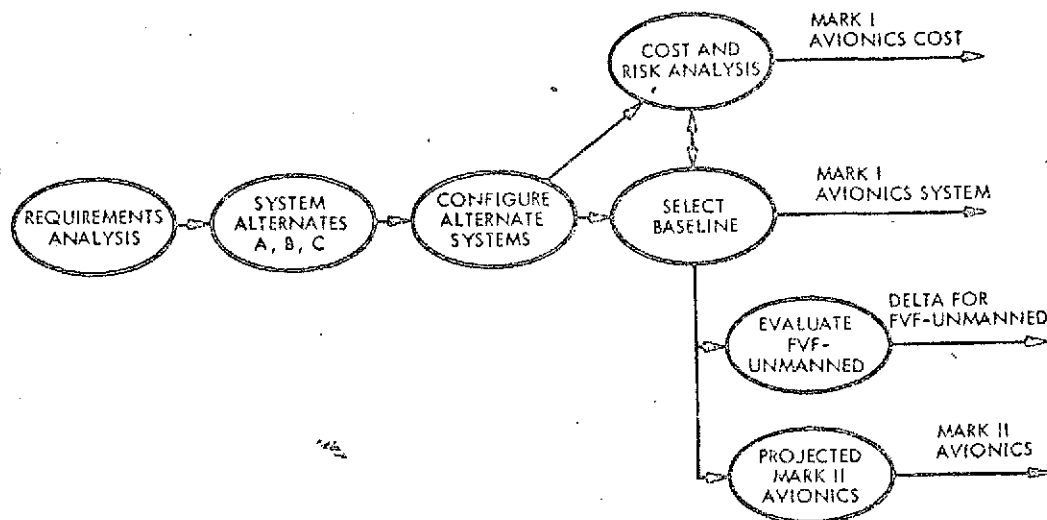 COST AND
RISK ANALYSIS
MARK I
AVIONICS COST
REQUIREMENTS
ANALYSIS
SYSTEM
ALTERNATES
A, B, C
CONFIGURE
ALTERNATE
SYSTEMS
SELECT
BASELINE
MARK I
AVIONICS SYSTEM
EVALUATE
FVF-
UNMANNED
DELTA FOR
FVF-UNMANNED
PROJECTED
MARK II
AVIONICS
MARK II
AVIONICS